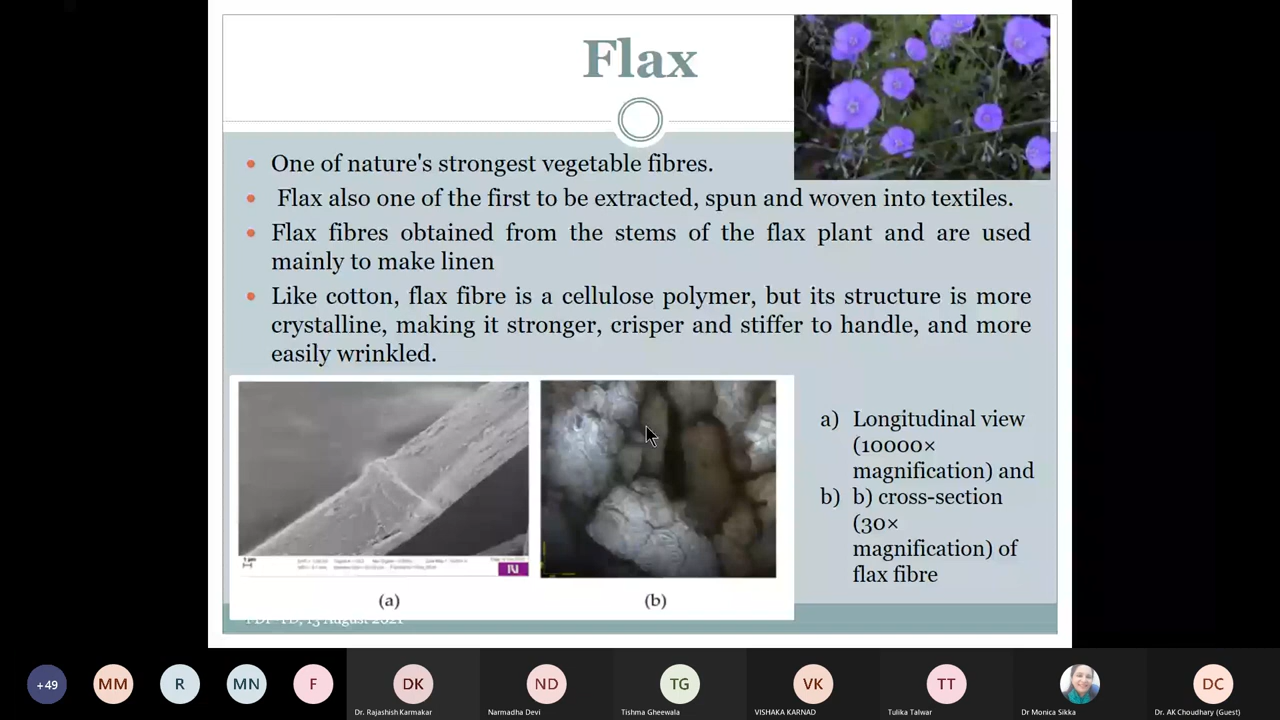 Flax
• One of nature's strongest vegetable fibres.
• Flax also one of the first to be extracted, spun and woven into textiles.
• Flax fibres obtained from the stems of the flax plant and are used
mainly to make linen
• Like cotton, flax fibre is a cellulose polymer, but its structure is more
crystalline, making it stronger, crisper and stiffer to handle, and more
easily wrinkled.
a) Longitudinal view
(10000×
magnification) and
b) b) cross-section
(30×
magnification) of
flax fibre
(a)
(b)
13 August 2021
+49
MM
R
MN
F
DK
ND
TG
VK
TT
DC
Dr. Rajashish Karmakar
Narmadha Devi
Tishma Gheewala
VISHAKA KARNAD
Tulika Talwar
Dr Monica Sikka
Dr. AK Choudhary (Guest)